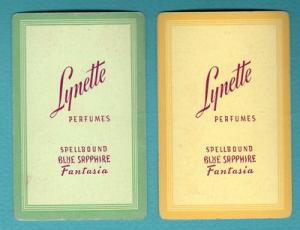 Lynette
PERFUMES
SPELLBOUND
BLUE SAPPHIRE
Fantasia
Lynette
PERFUMES
SPELLBOUND
BLUE SAPPHIRE
Fantasia